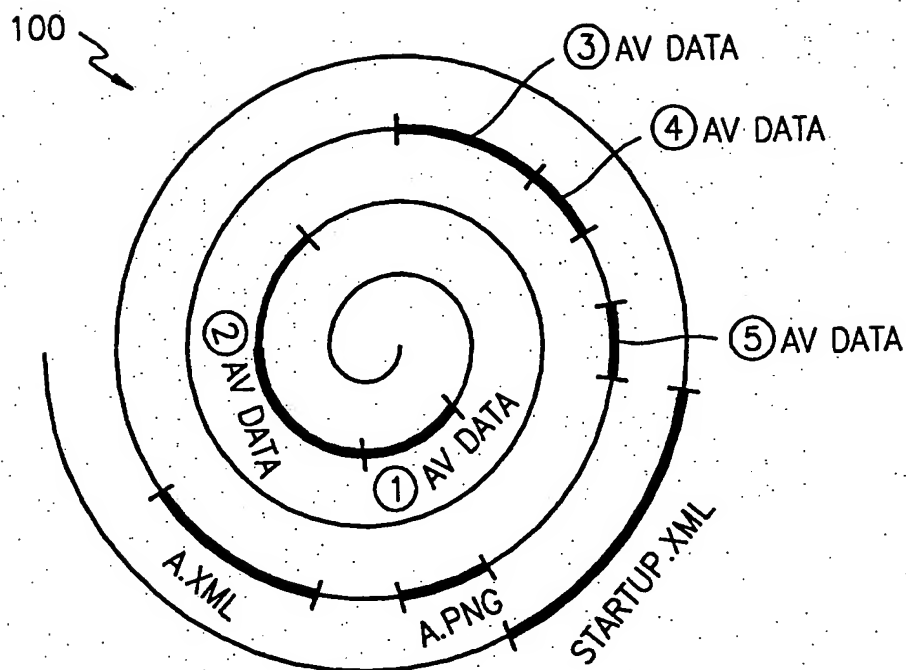 100
③ AV DATA
④ AV DATA
⑤ AV DATA
② AV DATA
① AV DATA
A.XML
A.PNG
STARTUP.XML